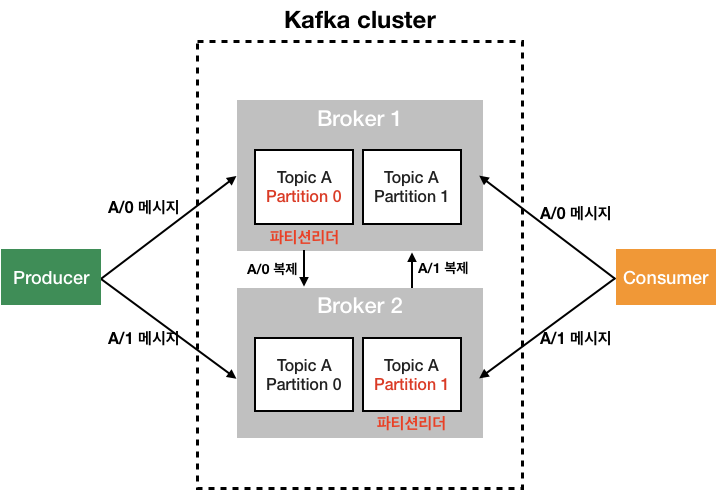 Kafka cluster
Broker 1
Topic A
Partition 0
Topic A
Partition 1
파티션리더
A/0 메시지
A/0 메시지
A/0 복제
A/1 복제
Producer
Consumer
Broker 2
A/1 메시지
A/1 메시지
Topic A
Partition 0
Topic A
Partition 1
파티션리더